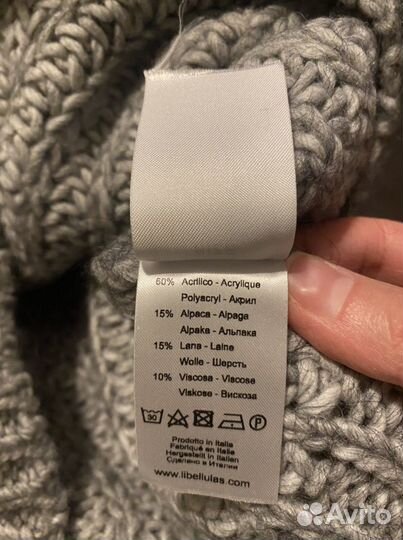 60% Acrilico - Acrylique
Polyacryl - Акрил
15% Alpaca - Alpaga
Alpaka - Альпака
15% Lana - Laine
Wolle - Шерсть
10% Viscosa - Viscose
Viskose - Вискоза
30 P
Prodotto in Italia
Fabriqué en Italie
Hergestellt in Italien
Сделано в Италии
www.libellulas.com
Avito